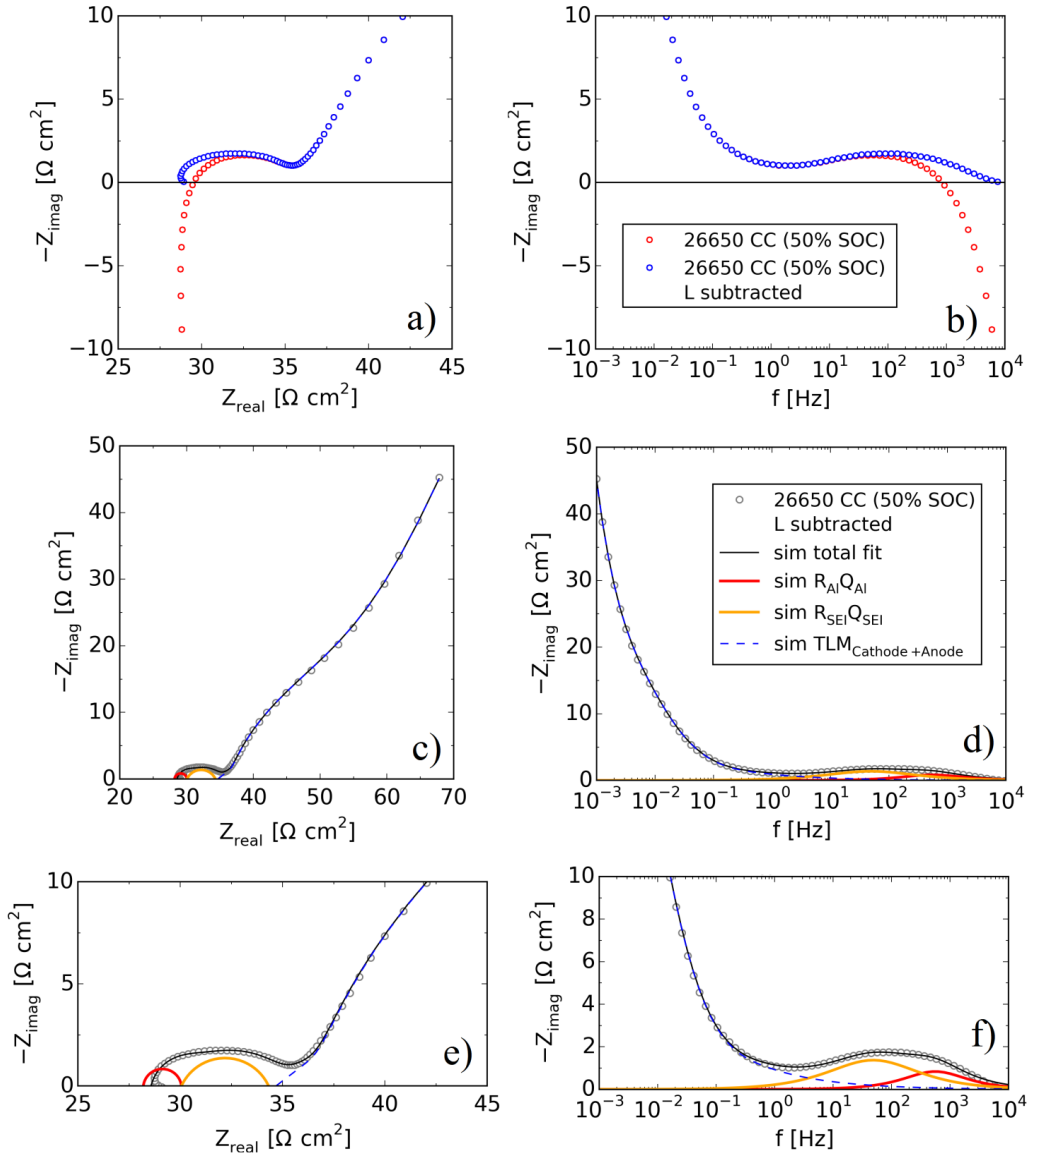 10
5
0
−5
−10
25
30
35
40
45
−Z_imag [Ω cm²]
Z_real [Ω cm²]
a)
10
5
0
−5
−10
10⁻³
10⁻²
10⁻¹
10⁰
10¹
10²
10³
10⁴
−Z_imag [Ω cm²]
f [Hz]
26650 CC (50% SOC)
26650 CC (50% SOC)
L subtracted
b)
50
40
30
20
10
0
20
30
40
50
60
70
−Z_imag [Ω cm²]
Z_real [Ω cm²]
c)
50
40
30
20
10
0
10⁻³
10⁻²
10⁻¹
10⁰
10¹
10²
10³
10⁴
−Z_imag [Ω cm²]
f [Hz]
26650 CC (50% SOC)
L subtracted
sim total fit
sim R_Al Q_Al
sim R_SEI Q_SEI
sim TLM_Cathode+Anode
d)
10
5
0
25
30
35
40
45
−Z_imag [Ω cm²]
Z_real [Ω cm²]
e)
10
8
6
4
2
0
10⁻³
10⁻²
10⁻¹
10⁰
10¹
10²
10³
10⁴
−Z_imag [Ω cm²]
f [Hz]
f)